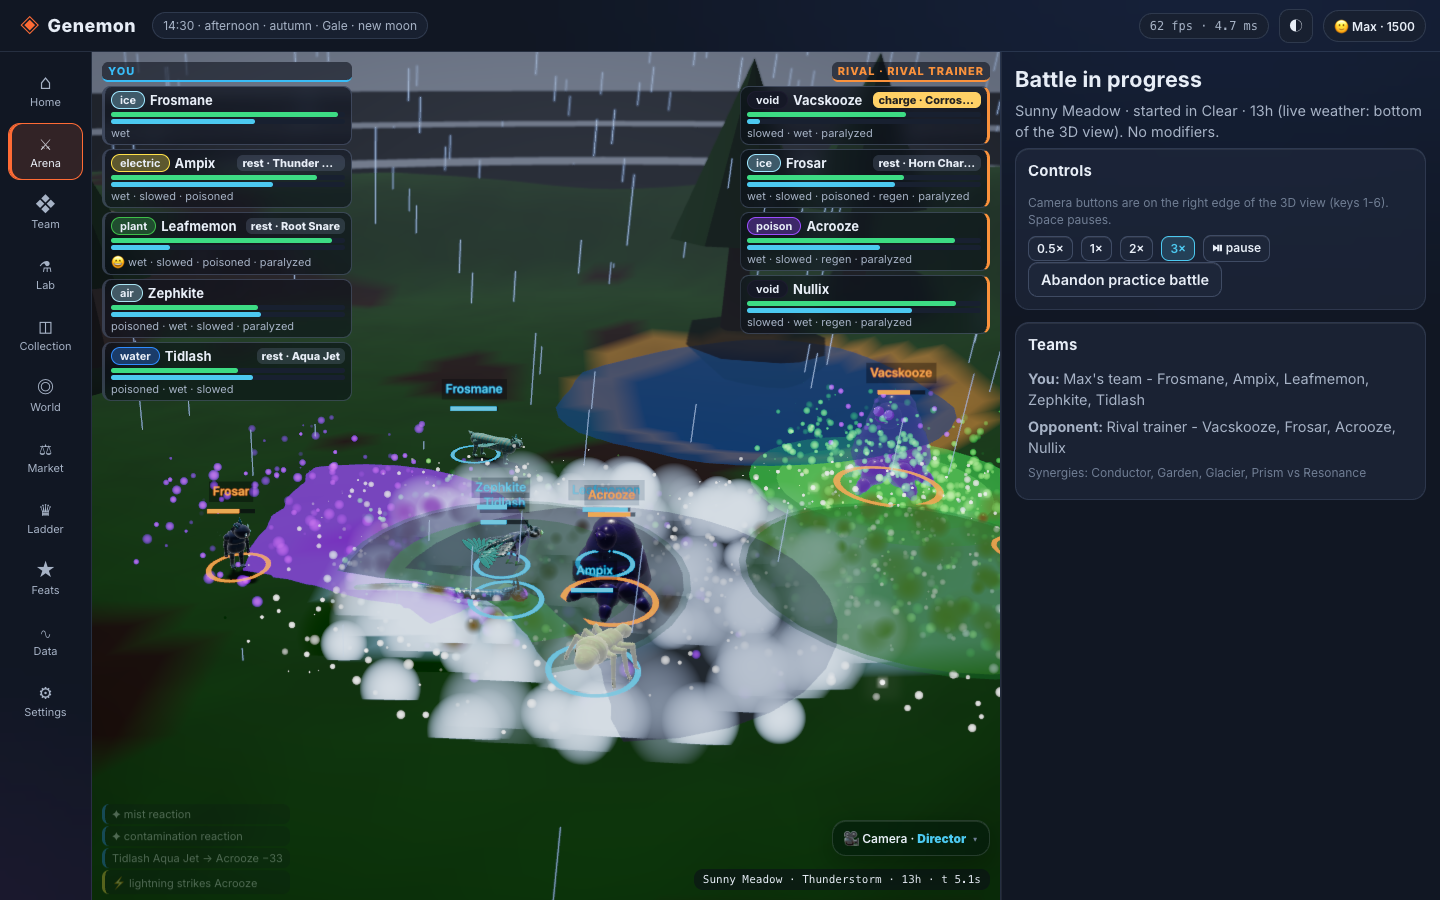 Genemon
14:30 · afternoon · autumn · Gale · new moon
62 fps · 4.7 ms
Max · 1500
Home
Arena
Team
Lab
Collection
World
Market
Ladder
Feats
Data
Settings
YOU
ice Frosmane
wet
electric Ampix rest · Thunder ...
wet · slowed · poisoned
plant Leafmemon rest · Root Snare
wet · slowed · poisoned · paralyzed
air Zephkite
poisoned · wet · slowed · paralyzed
water Tidlash rest · Aqua Jet
poisoned · wet · slowed
RIVAL · RIVAL TRAINER
void Vacskooze charge · Corros...
slowed · wet · paralyzed
ice Frosar rest · Horn Char...
wet · slowed · poisoned · regen · paralyzed
poison Acrooze
wet · slowed · regen · paralyzed
void Nullix
slowed · wet · regen · paralyzed
Vacskooze
Frosmane
Frosar
Zephkite
Tidlash
Acrooze
Ampix
mist reaction
contamination reaction
Tidlash Aqua Jet → Acrooze −33
lightning strikes Acrooze
Camera · Director
Sunny Meadow · Thunderstorm · 13h · t 5.1s
Battle in progress
Sunny Meadow · started in Clear · 13h (live weather: bottom
of the 3D view). No modifiers.
Controls
Camera buttons are on the right edge of the 3D view (keys 1-6).
Space pauses.
0.5× 1× 2× 3× pause
Abandon practice battle
Teams
You: Max's team - Frosmane, Ampix, Leafmemon,
Zephkite, Tidlash
Opponent: Rival trainer - Vacskooze, Frosar, Acrooze,
Nullix
Synergies: Conductor, Garden, Glacier, Prism vs Resonance